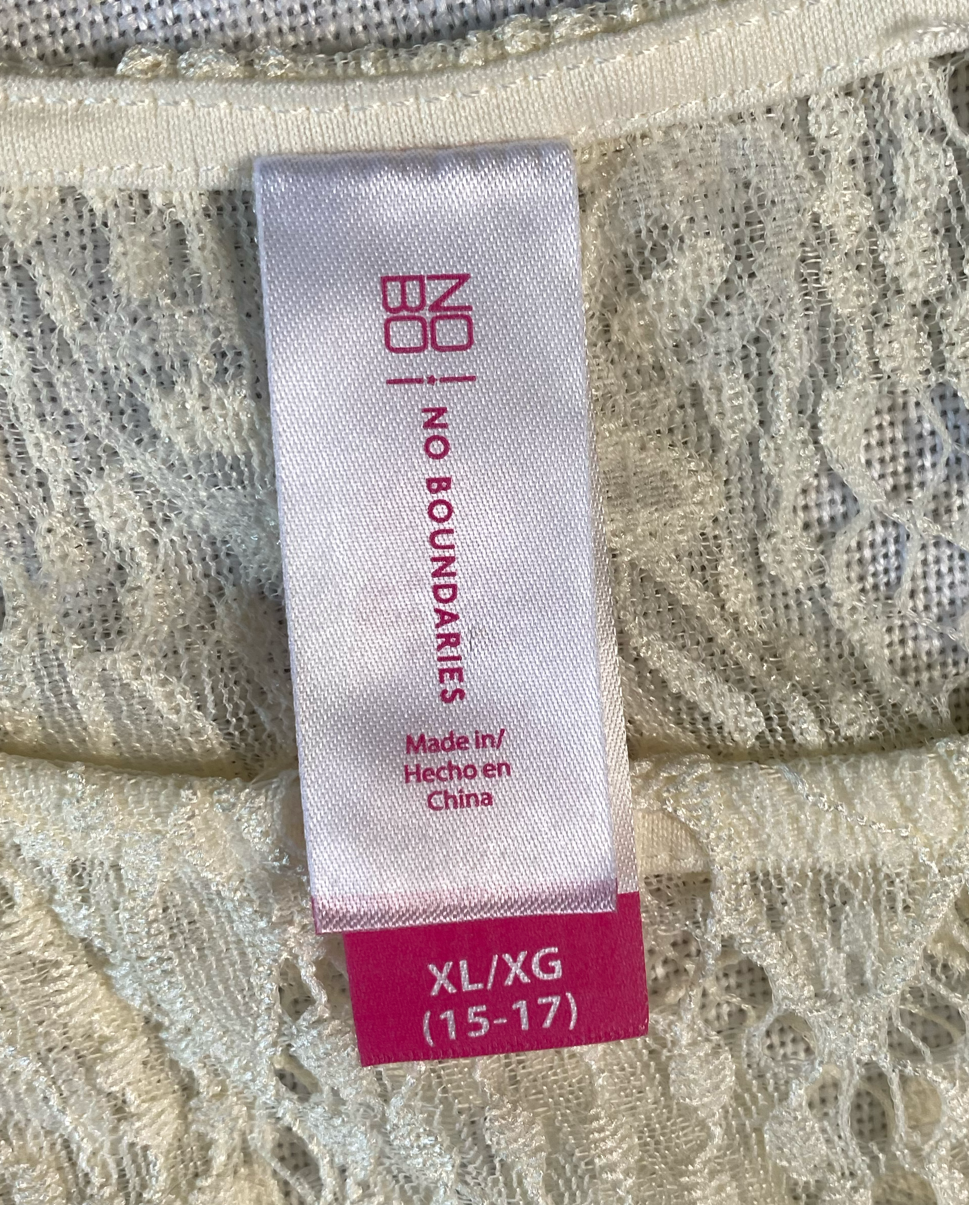 NO
BO
NO BOUNDARIES
Made in/
Hecho en
China
XL/XG
(15-17)